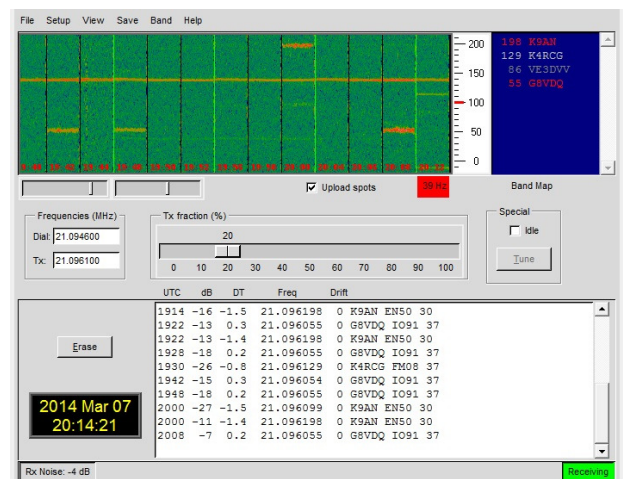 File Setup View Save Band Help
200
150
100
50
0
198 K9AN
129 K4RCG
86 VE3DVV
55 G8VDQ
Upload spots
39 Hz
Band Map
Frequencies (MHz)
Dial: 21.094600
Tx: 21.096100
Tx fraction (%)
20
0 10 20 30 40 50 60 70 80 90 100
Special
Idle
Tune
UTC dB DT Freq Drift
1914 -16 -1.5 21.096198 0 K9AN EN50 30
1922 -13 0.3 21.096055 0 G8VDQ IO91 37
1922 -13 -1.4 21.096198 0 K9AN EN50 30
1928 -18 0.2 21.096055 0 G8VDQ IO91 37
1930 -26 -0.8 21.096129 0 K4RCG FM08 37
1942 -15 0.3 21.096054 0 G8VDQ IO91 37
1948 -18 0.2 21.096055 0 G8VDQ IO91 37
2000 -27 -1.5 21.096099 0 K9AN EN50 30
2000 -11 -1.4 21.096198 0 K9AN EN50 30
2008 -7 0.2 21.096055 0 G8VDQ IO91 37
Erase
2014 Mar 07
20:14:21
Rx Noise: -4 dB
Receiving